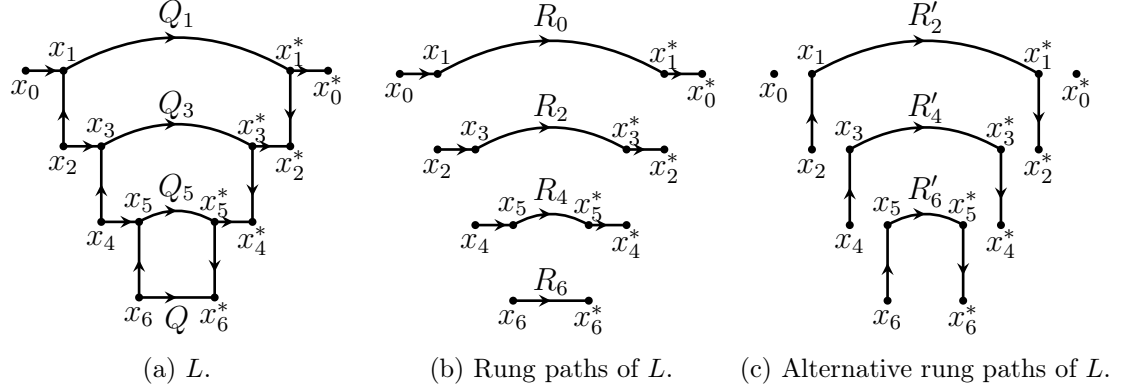 Q₁ R₀ R′₂
x₁ x₁* x₁ x₁* x₁ x₁*
x₀ x₀* x₀ x₀* x₀ x₀*
Q₃ R₂ R′₄
x₃ x₃* x₃ x₃* x₃ x₃*
x₂ x₂* x₂ x₂* x₂ x₂*
Q₅ R₄ R′₆
x₅ x₅* x₅ x₅* x₅ x₅*
x₄ x₄* x₄ x₄* x₄ x₄*
R₆
x₆ Q x₆* x₆ x₆* x₆ x₆*
(a) L. (b) Rung paths of L. (c) Alternative rung paths of L.